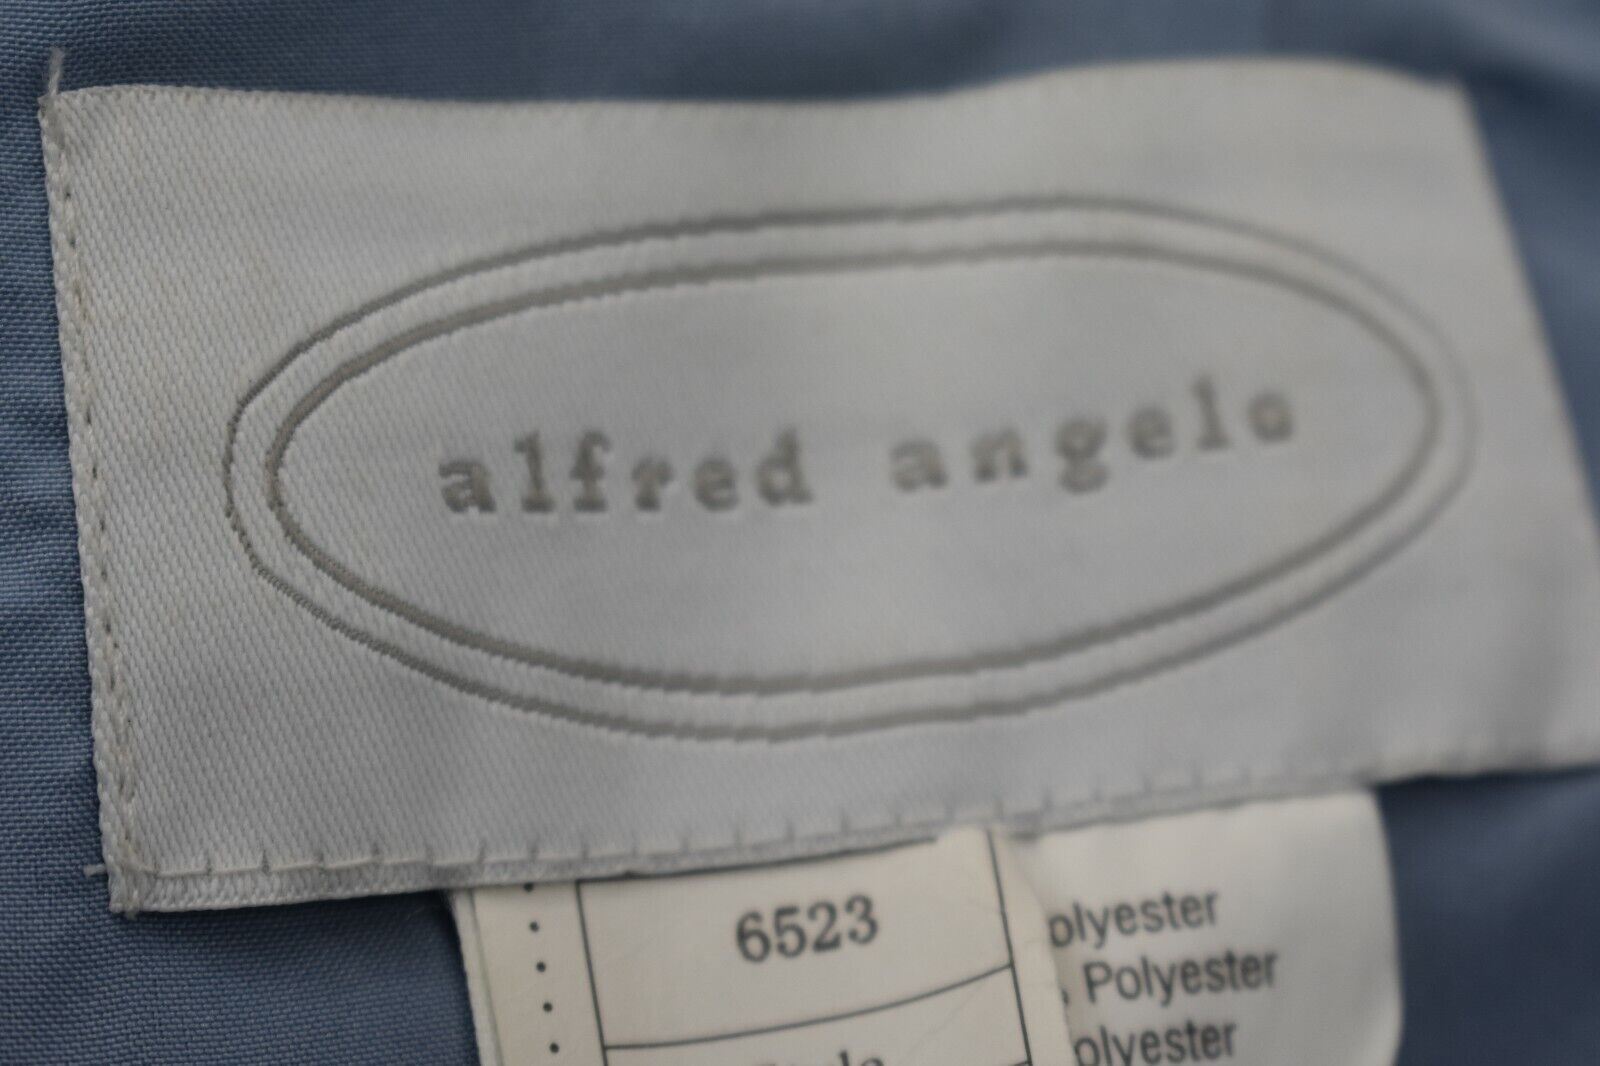 alfred angelo
6523
olyester
Polyester
olyester